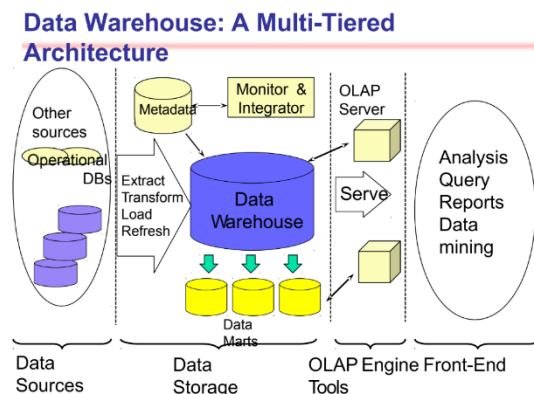 Data Warehouse: A Multi-Tiered
Architecture
Other
sources
Operational
DBs
Metadata
Monitor &
Integrator
OLAP
Server
Extract
Transform
Load
Refresh
Data
Warehouse
Serve
Analysis
Query
Reports
Data
mining
Data
Marts
Data
Sources
Data
Storage
OLAP Engine Front-End
Tools